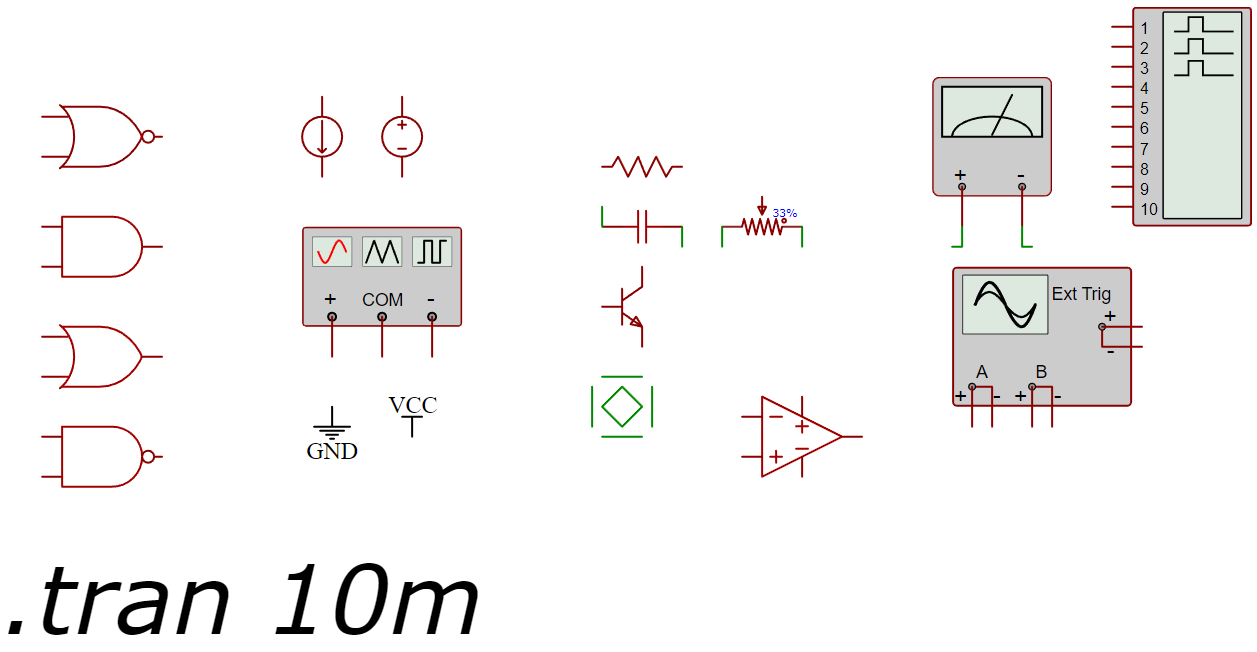 1
2
3
4
5
6
7
8
9
10
+ -
33%
+ COM -
Ext Trig
+
-
A B
+ - + -
VCC
GND
.tran 10m